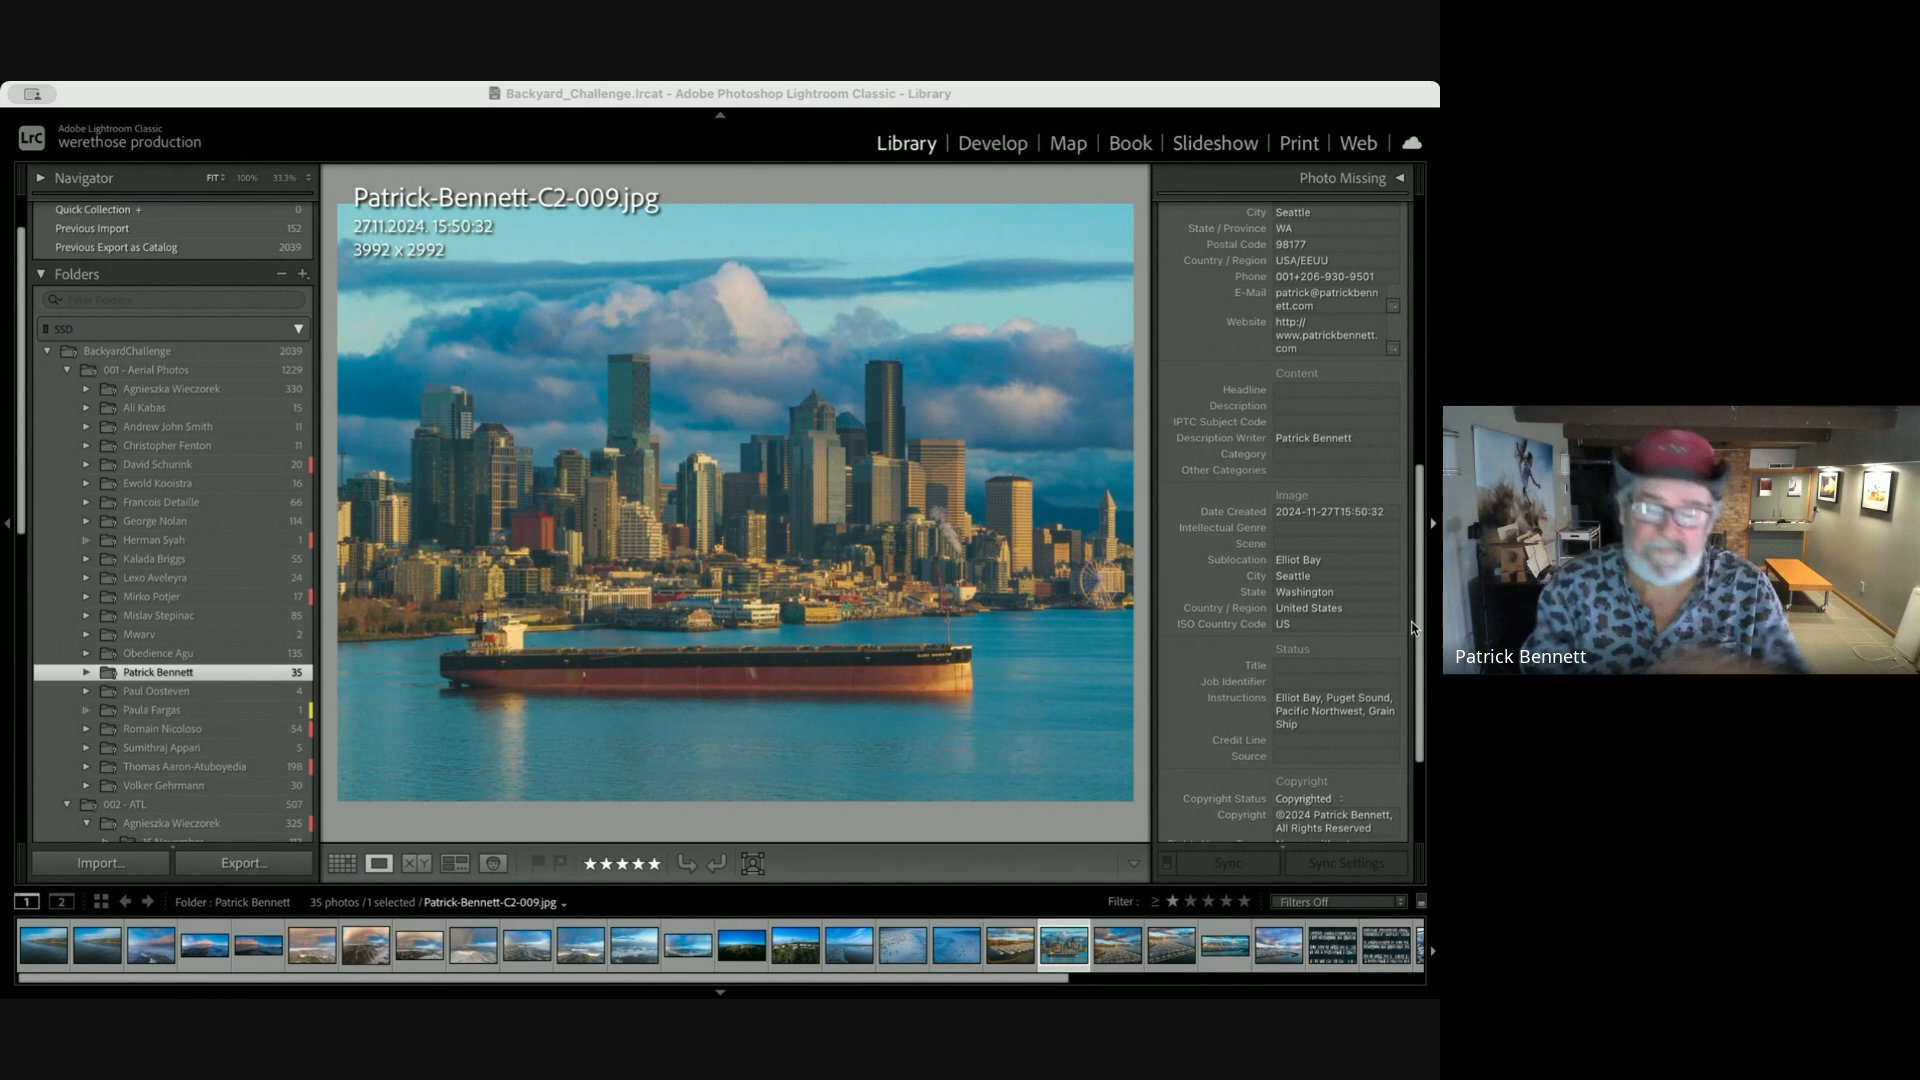 Backyard_Challenge.lrcat - Adobe Photoshop Lightroom Classic - Library
LrC
Adobe Lightroom Classic
werethose production
Library | Develop | Map | Book | Slideshow | Print | Web
Navigator FIT 100% 33.3%
Quick Collection + 0
Previous Import 152
Previous Export as Catalog 2039
Folders
Filter Folders
SSD
BackyardChallenge 2039
001 - Aerial Photos 1229
Agnieszka Wieczorek 330
Ali Kabas 15
Andrew John Smith 11
Christopher Fenton 11
David Schurink 20
Ewold Kooistra 16
Francois Detaille 66
George Nolan 114
Herman Syah 1
Kalada Briggs 55
Lexo Aveleyra 24
Mirko Potjer 17
Mislav Stepinac 85
Mwarv 2
Obedience Agu 135
Patrick Bennett 35
Paul Oosteven 4
Paula Fargas 1
Romain Nicoloso 54
Sumithraj Appari 5
Thomas Aaron-Atuboyedia 198
Volker Gehrmann 30
002 - ATL 507
Agnieszka Wieczorek 325
Import...
Export...
Patrick-Bennett-C2-009.jpg
27.11.2024. 15:50:32
3992 x 2992
Photo Missing
City Seattle
State / Province WA
Postal Code 98177
Country / Region USA/EEUU
Phone 001+206-930-9501
E-Mail patrick@patrickbenn
ett.com
Website http://
www.patrickbennett.
com
Content
Headline
Description
IPTC Subject Code
Description Writer Patrick Bennett
Category
Other Categories
Image
Date Created 2024-11-27T15:50:32
Intellectual Genre
Scene
Sublocation Elliot Bay
City Seattle
State Washington
Country / Region United States
ISO Country Code US
Status
Title
Job Identifier
Instructions Elliot Bay, Puget Sound,
Pacific Northwest, Grain
Ship
Credit Line
Source
Copyright
Copyright Status Copyrighted
Copyright ©2024 Patrick Bennett,
All Rights Reserved
Sync
Sync Settings
1 2
Folder : Patrick Bennett
35 photos / 1 selected / Patrick-Bennett-C2-009.jpg
Filter :
Filters Off
Patrick Bennett